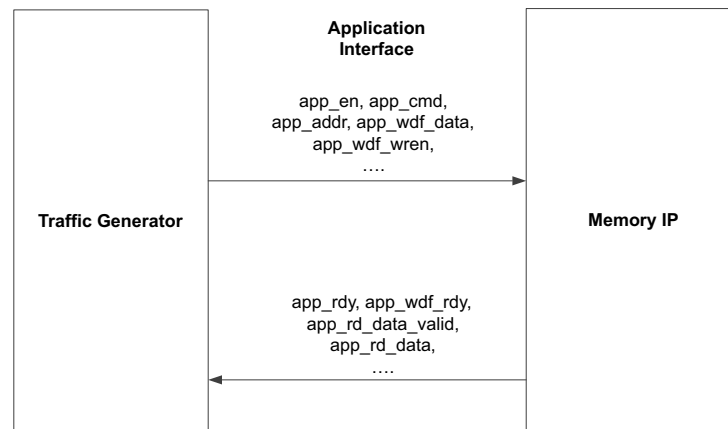 Application
Interface
app_en, app_cmd,
app_addr, app_wdf_data,
app_wdf_wren,
....
Traffic Generator
Memory IP
app_rdy, app_wdf_rdy,
app_rd_data_valid,
app_rd_data,
....